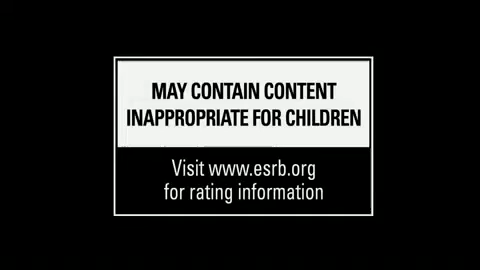 MAY CONTAIN CONTENT
INAPPROPRIATE FOR CHILDREN
Visit www.esrb.org
for rating information